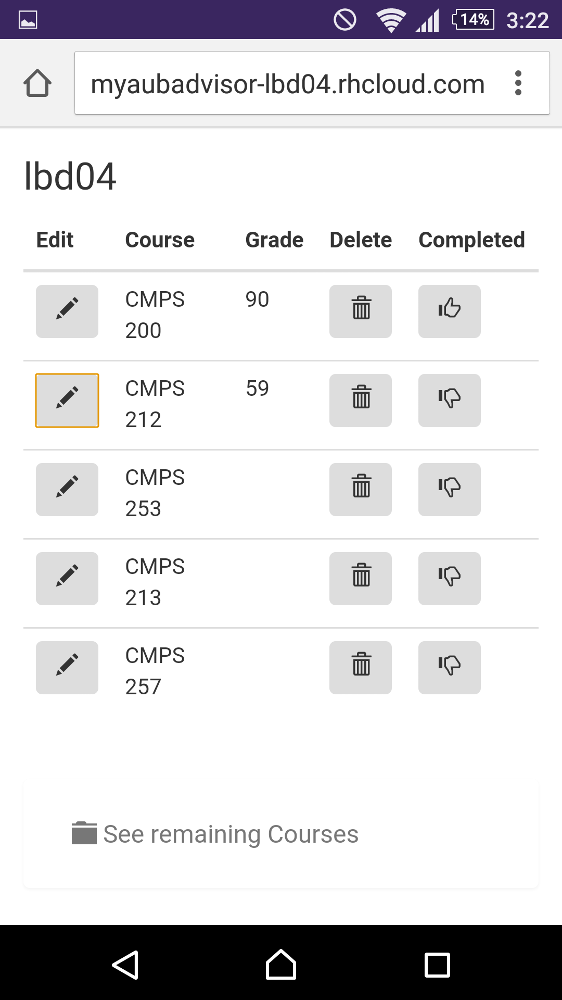 14% 3:22
myaubadvisor-lbd04.rhcloud.com
lbd04
Edit Course Grade Delete Completed
CMPS 90
200
CMPS 59
212
CMPS
253
CMPS
213
CMPS
257
See remaining Courses